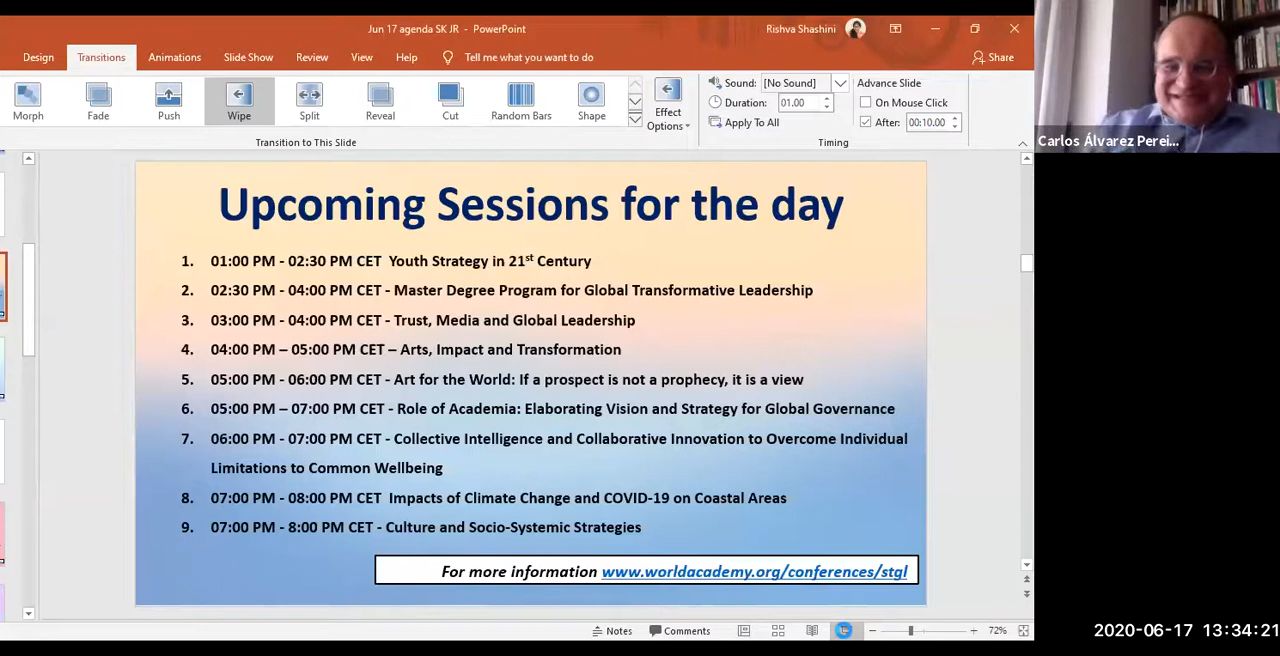 Jun 17 agenda SK JR - PowerPoint
Rishva Shashini
Design Transitions Animations Slide Show Review View Help Tell me what you want to do Share
Morph Fade Push Wipe Split Reveal Cut Random Bars Shape
Effect
Options
Sound: [No Sound]
Duration: 01.00
Apply To All
Advance Slide
On Mouse Click
After: 00:10.00
Transition to This Slide
Timing
Carlos Álvarez Perei...
Upcoming Sessions for the day
1. 01:00 PM - 02:30 PM CET Youth Strategy in 21st Century
2. 02:30 PM - 04:00 PM CET - Master Degree Program for Global Transformative Leadership
3. 03:00 PM - 04:00 PM CET - Trust, Media and Global Leadership
4. 04:00 PM – 05:00 PM CET – Arts, Impact and Transformation
5. 05:00 PM - 06:00 PM CET - Art for the World: If a prospect is not a prophecy, it is a view
6. 05:00 PM – 07:00 PM CET - Role of Academia: Elaborating Vision and Strategy for Global Governance
7. 06:00 PM - 07:00 PM CET - Collective Intelligence and Collaborative Innovation to Overcome Individual
Limitations to Common Wellbeing
8. 07:00 PM - 08:00 PM CET Impacts of Climate Change and COVID-19 on Coastal Areas
9. 07:00 PM - 8:00 PM CET - Culture and Socio-Systemic Strategies
For more information www.worldacademy.org/conferences/stgl
Notes Comments 72%
2020-06-17 13:34:21